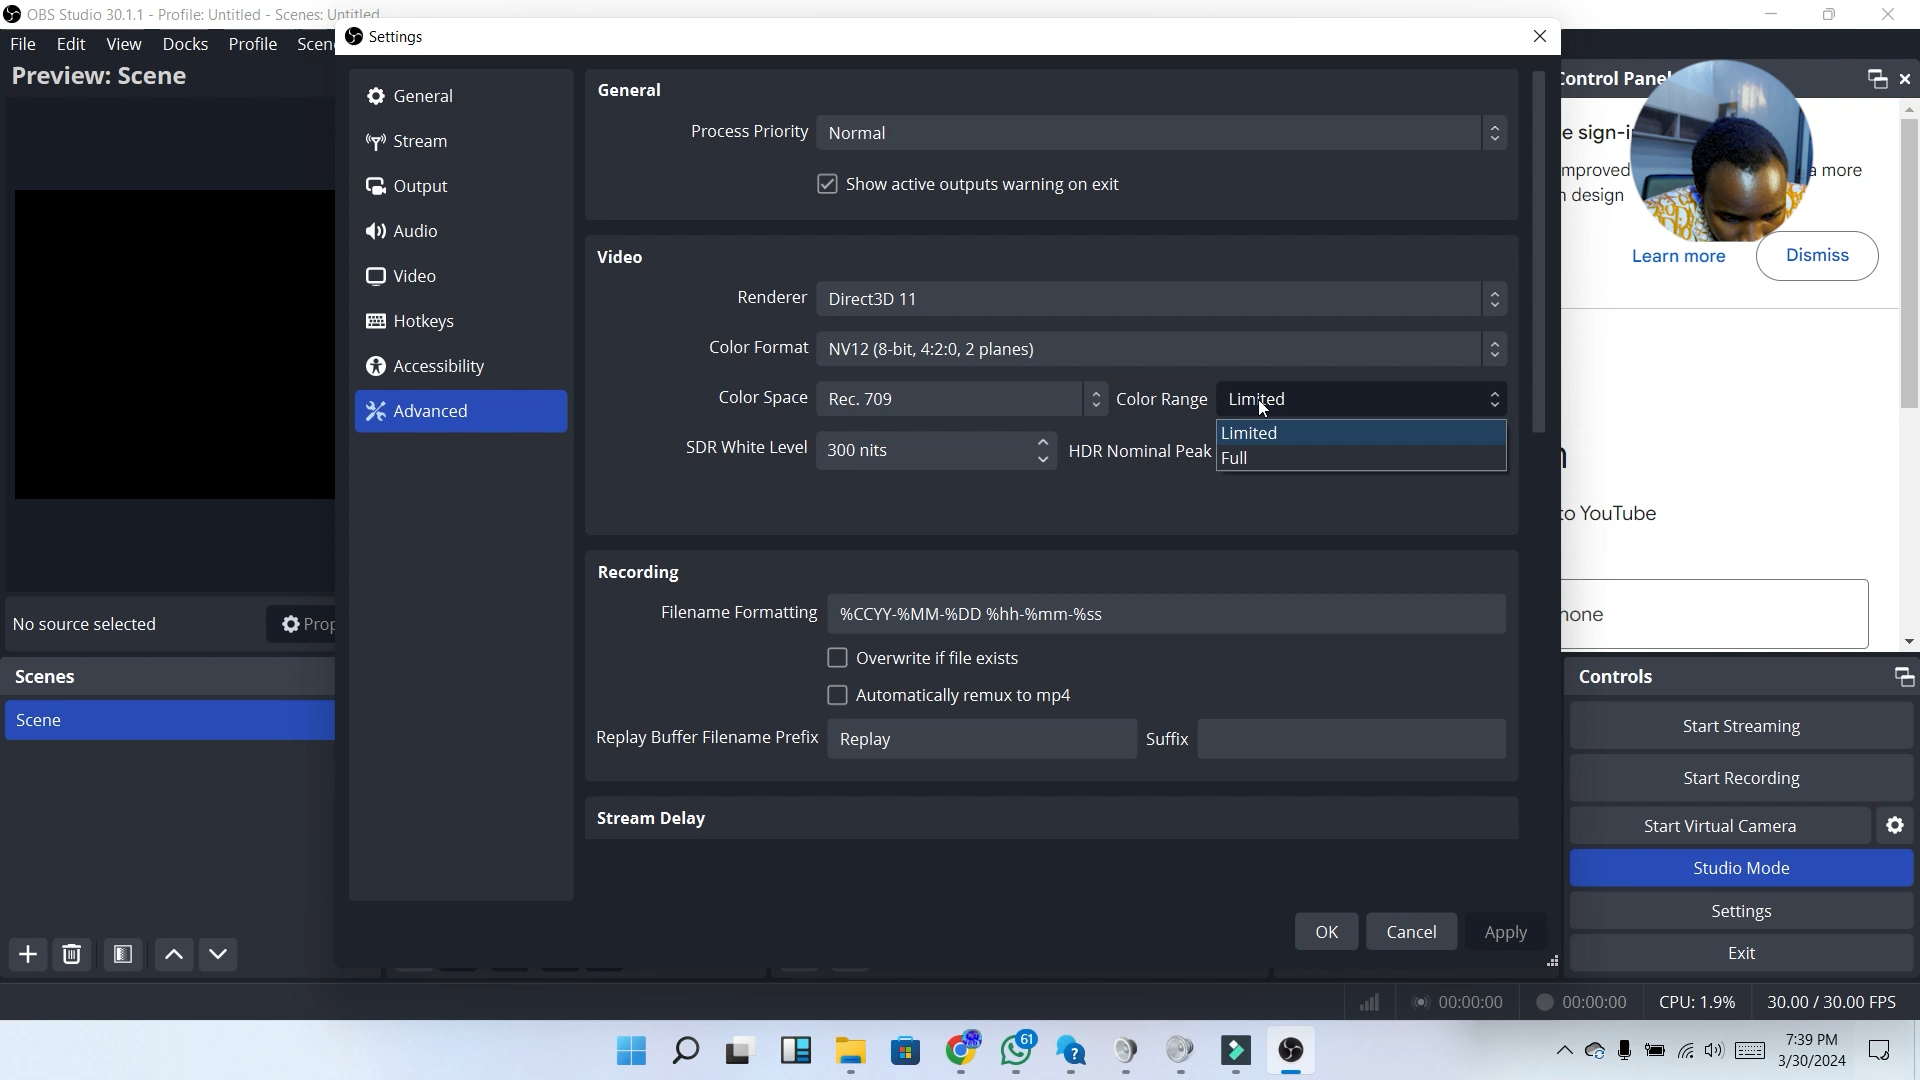 OBS Studio 30.1.1 - Profile: Untitled - Scenes: Untitled
File Edit View Docks Profile Scen
Preview: Scene
Settings
General
Stream
Output
Audio
Video
Hotkeys
Accessibility
Advanced
General
Process Priority Normal
Show active outputs warning on exit
Video
Renderer Direct3D 11
Color Format NV12 (8-bit, 4:2:0, 2 planes)
Color Space Rec. 709 Color Range Limited
Limited
Full
SDR White Level 300 nits HDR Nominal Peak
Recording
Filename Formatting %CCYY-%MM-%DD %hh-%mm-%ss
Overwrite if file exists
Automatically remux to mp4
Replay Buffer Filename Prefix Replay Suffix
Stream Delay
OK Cancel Apply
Control Panel
e sign-i
mproved a more
n design
Learn more Dismiss
n
to YouTube
hone
No source selected Prop
Scenes
Scene
Controls
Start Streaming
Start Recording
Start Virtual Camera
Studio Mode
Settings
Exit
00:00:00 00:00:00 CPU: 1.9% 30.00 / 30.00 FPS
61
7:39 PM
3/30/2024